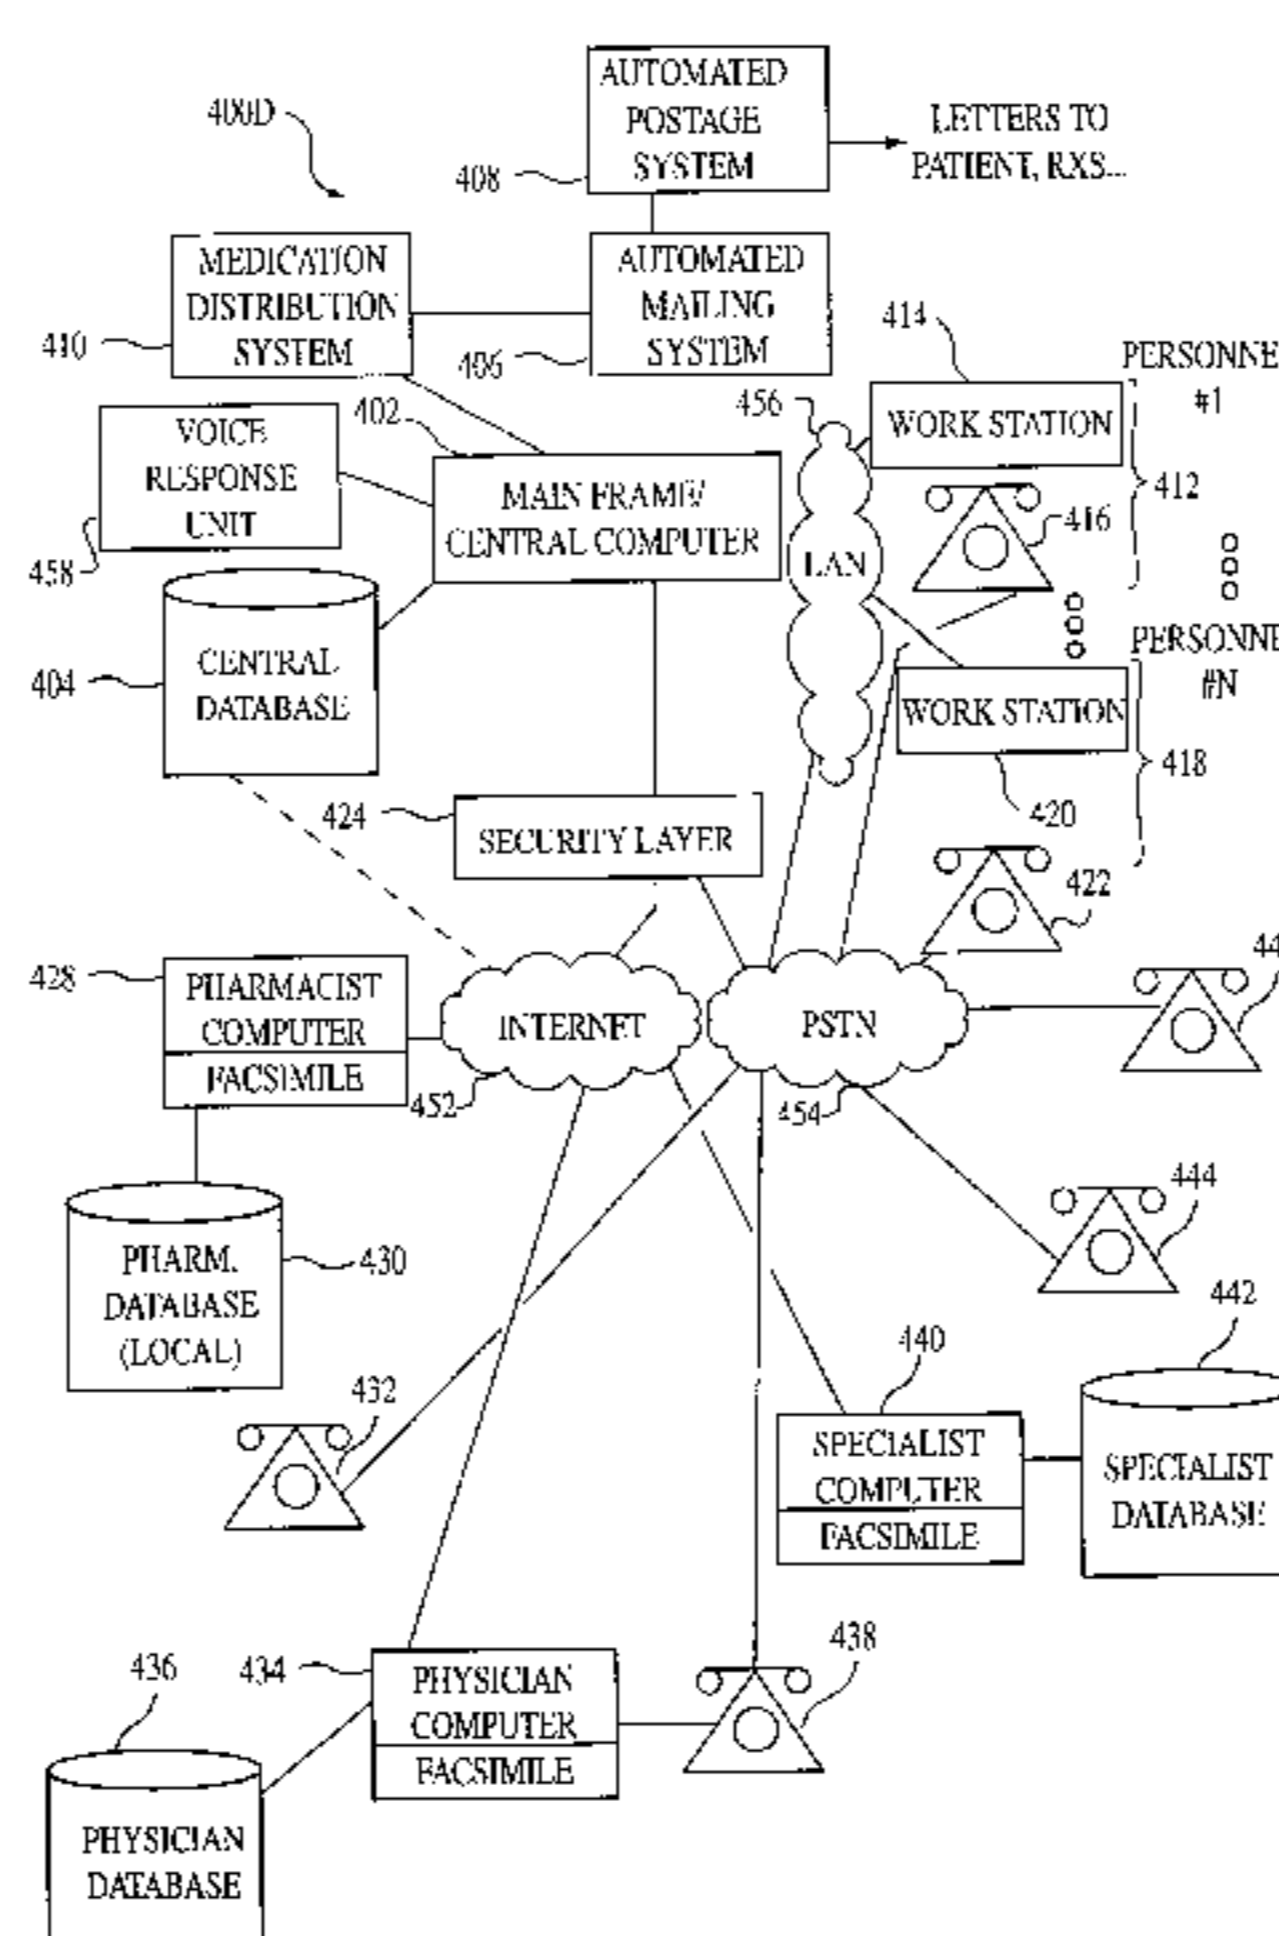 400D
AUTOMATED
POSTAGE
SYSTEM
408
LETTERS TO
PATIENT, RXS...
MEDICATION
DISTRIBUTION
SYSTEM
410
AUTOMATED
MAILING
SYSTEM
406
414
PERSONNE
#1
456
WORK STATION
412
402
VOICE
RESPONSE
UNIT
458
MAIN FRAME/
CENTRAL COMPUTER
LAN
416
CENTRAL
DATABASE
404
PERSONNE
#N
WORK STATION
418
420
424
SECURITY LAYER
422
428
PHARMACIST
COMPUTER
FACSIMILE
INTERNET
452
PSTN
454
44
444
PHARM.
DATABASE
(LOCAL)
430
432
440
442
SPECIALIST
COMPUTER
FACSIMILE
SPECIALIST
DATABASE
436
434
PHYSICIAN
COMPUTER
FACSIMILE
438
PHYSICIAN
DATABASE